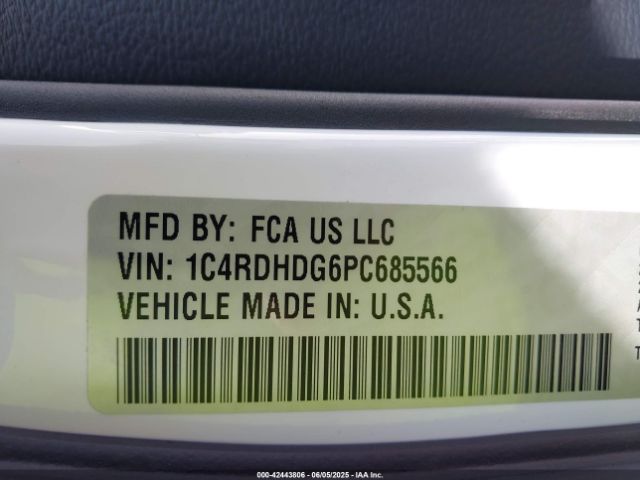 MFD BY: FCA US LLC
VIN: 1C4RDHDG6PC685566
VEHICLE MADE IN: U.S.A.
000-42443806 | 06/05/2025 | IAA Inc.